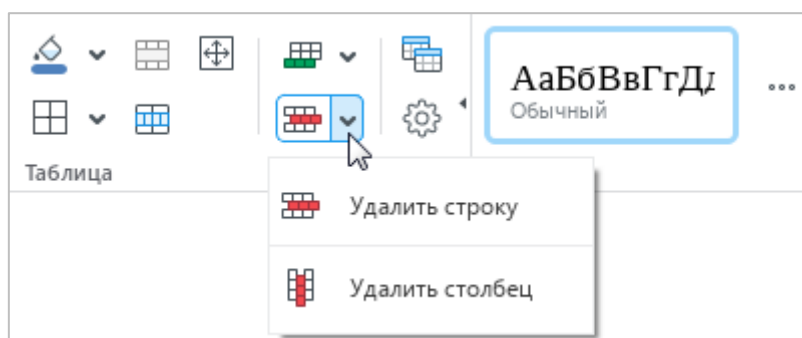 АаБбВвГгДд
Обычный
Таблица
Удалить строку
Удалить столбец